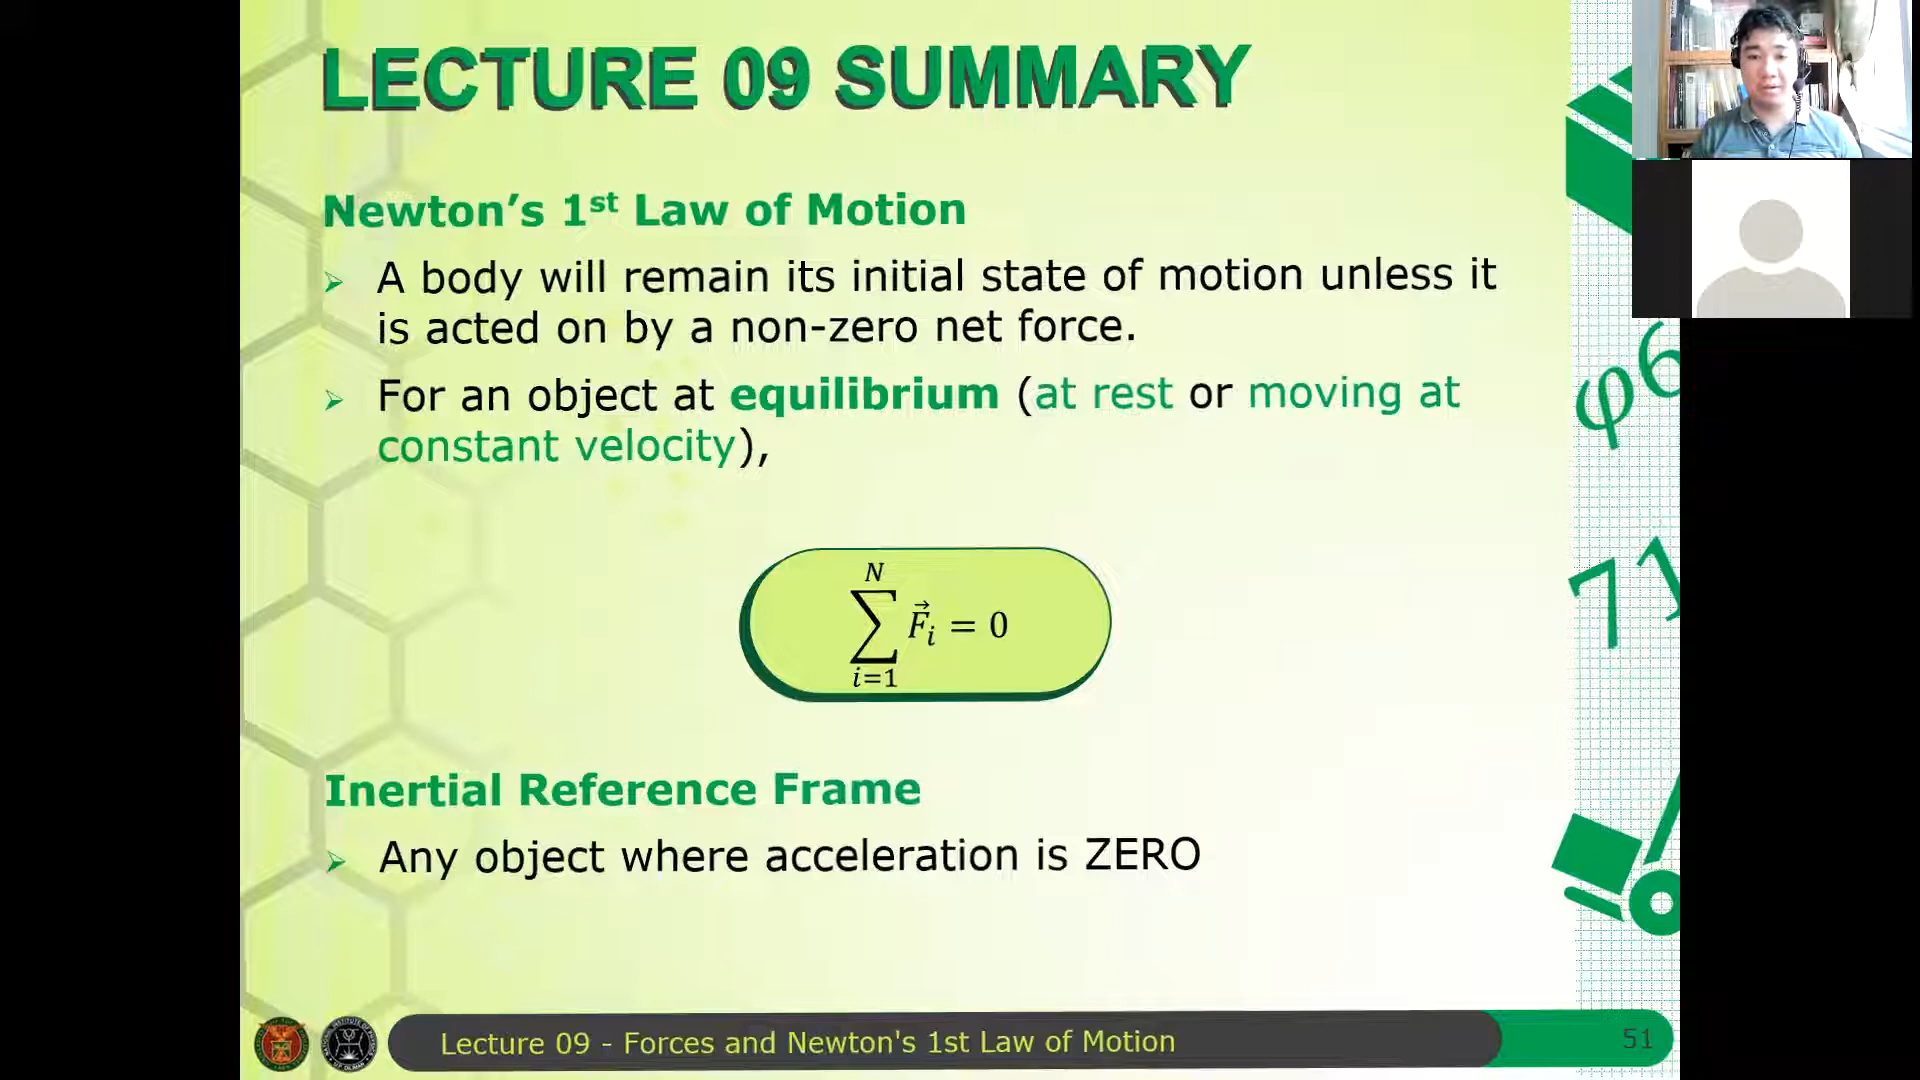 LECTURE 09 SUMMARY
Newton's 1st Law of Motion
➢ A body will remain its initial state of motion unless it
is acted on by a non-zero net force.
➢ For an object at equilibrium (at rest or moving at
constant velocity),
N
∑ F⃗ᵢ = 0
i=1
Inertial Reference Frame
➢ Any object where acceleration is ZERO
Lecture 09 - Forces and Newton's 1st Law of Motion
51
φ6
71